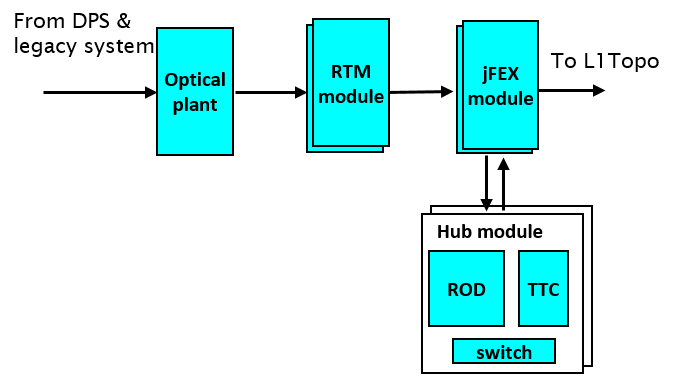 From DPS &
legacy system
Optical
plant
RTM
module
jFEX
module
To L1Topo
Hub module
ROD
TTC
switch